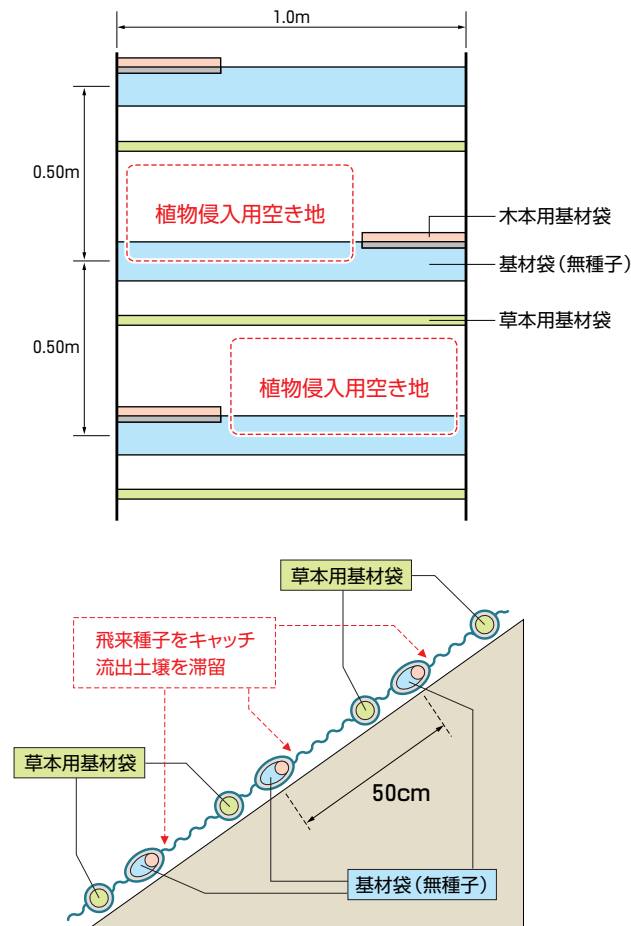 1.0m
0.50m
植物侵入用空き地
木本用基材袋
基材袋（無種子）
草本用基材袋
0.50m
植物侵入用空き地
草本用基材袋
飛来種子をキャッチ
流出土壌を滞留
草本用基材袋
50cm
基材袋（無種子）